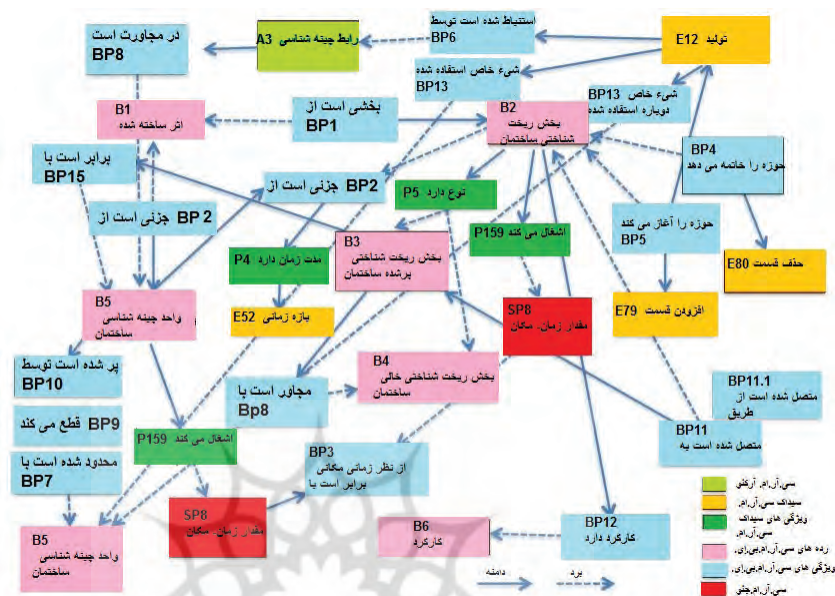 در مجاورت است
BP8
رابط چینه شناسی A3
استنباط شده است توسط
BP6
تولید E12
شیء خاص استفاده شده
BP13
شیء خاص BP13
دوباره استفاده شده
B1
اثر ساخته شده
بخشی است از
BP1
B2
بخش ریخت
شناختی ساختمان
BP4
حوزه را خاتمه می دهد
برابر است با
BP15
BP 2 جزئی است از
BP2 جزئی است از
نوع دارد P5
اشغال می کند P159
حوزه را آغاز می کند
BP5
حذف قسمت E80
B3
بخش ریخت شناختی
پرشده ساختمان
مدت زمان دارد P4
بازه زمانی E52
B5
واحد چینه شناسی
ساختمان
SP8
مقدار زمان، مکان
افزودن قسمت E79
پر شده است توسط
BP10
مجاور است با
Bp8
B4
بخش ریخت شناختی خالی
ساختمان
BP11.1
متصل شده است از
طریق
BP9 قطع می کند
اشغال می کند P159
BP11
متصل شده است به
محدود شده است با
BP7
BP3
از نظر زمانی مکانی
برابر است با
B5
واحد چینه شناسی
ساختمان
SP8
مقدار زمان، مکان
B6
کارکرد
BP12
کارکرد دارد
دامنه
برد
سی.آر.ام. آرکئو
سیداک سی.آر.ام.
ویژگی های سیداک
سی.آر.ام.
رده های سی.آر.ام.بی.ای.
ویژگی های سی.آر.ام.بی.ای.
سی.آر.ام.جئو